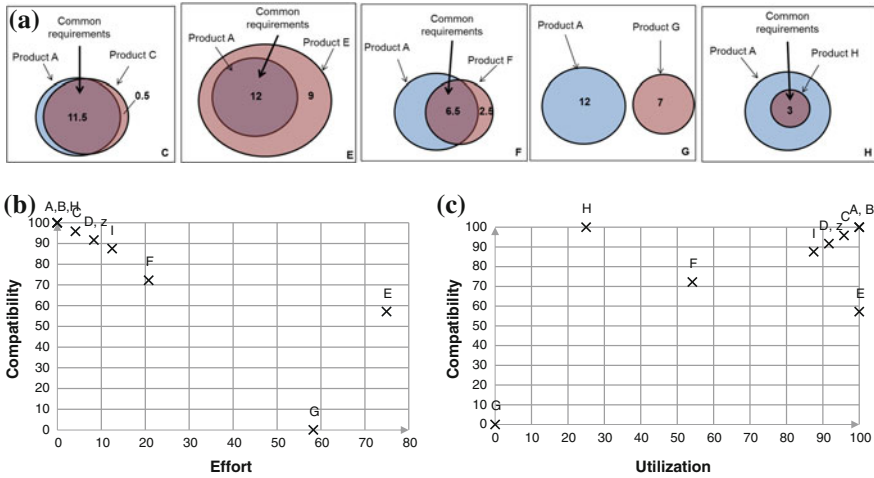 (a)
Common
requirements
Product A
Product C
0.5
11.5
C
Common
requirements
Product A
Product E
12
9
E
Common
requirements
Product A
Product F
6.5
2.5
F
Product A
Product G
12
7
G
Common
requirements
Product A
Product H
3
H
(b)
A,B,H
C
D, z
I
F
E
G
100
90
80
70
60
50
40
30
20
10
0
0 10 20 30 40 50 60 70 80
Compatibility
Effort
(c)
H
A, B
C
D, z
I
F
E
G
100
90
80
70
60
50
40
30
20
10
0
0 10 20 30 40 50 60 70 80 90 100
Compatibility
Utilization